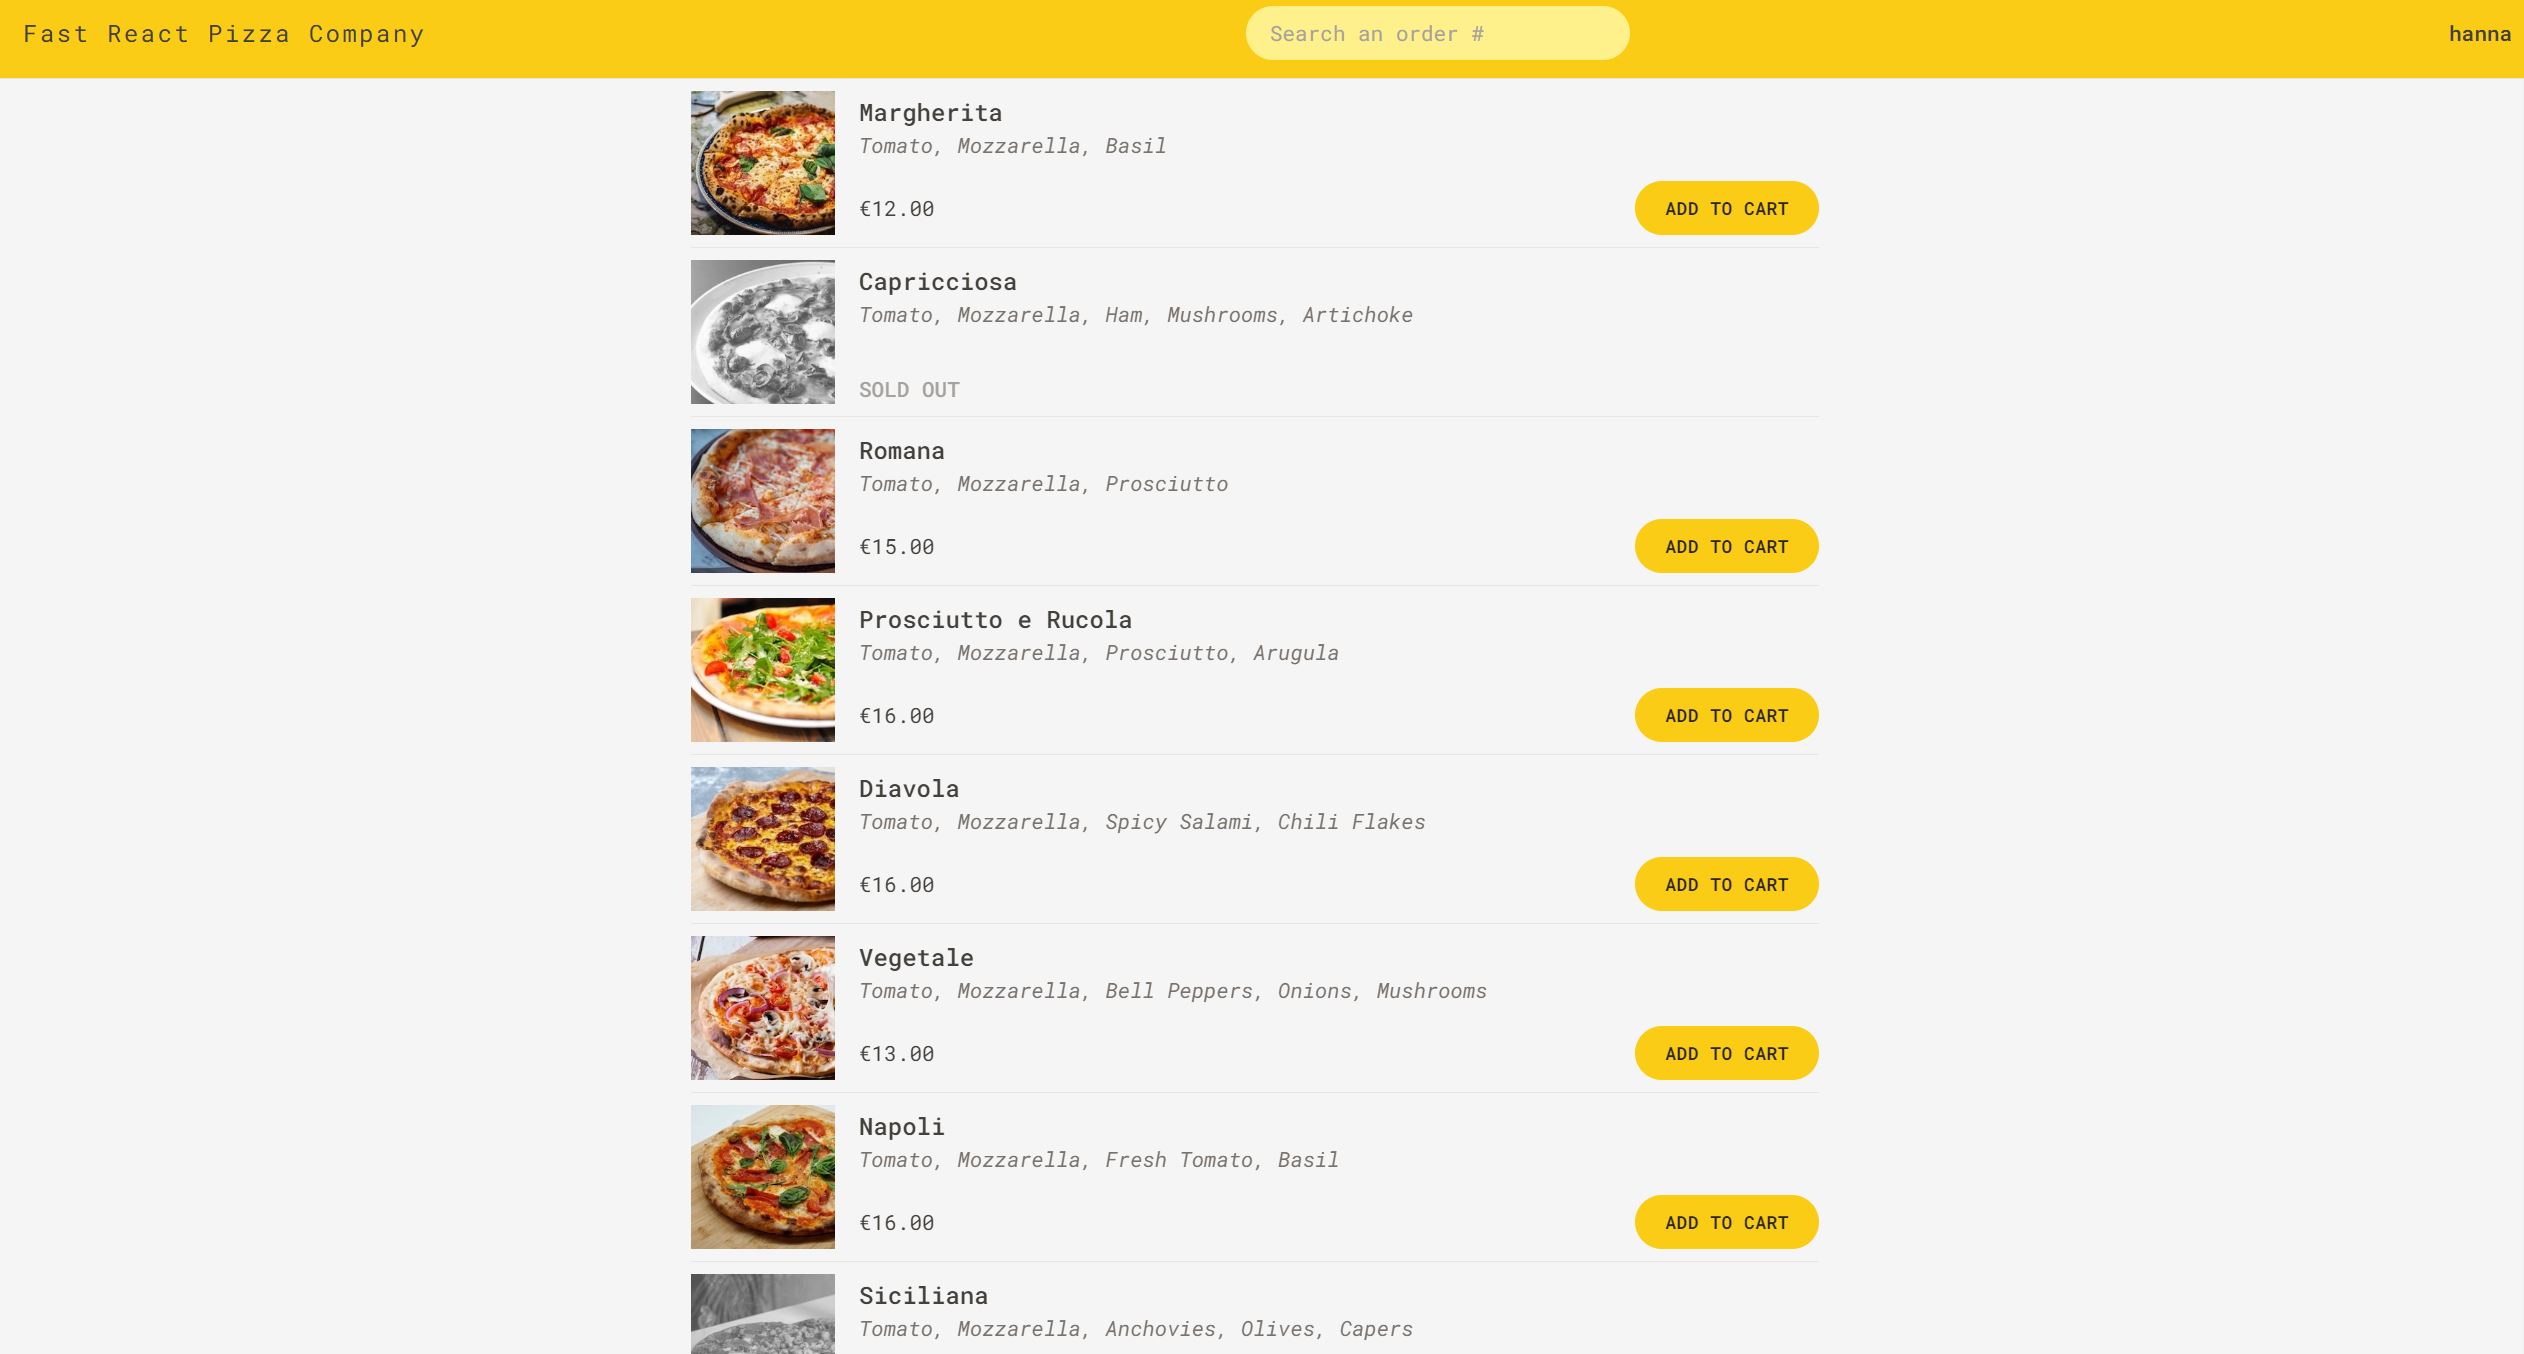 Fast React Pizza Company
Search an order #
hanna
Margherita
Tomato, Mozzarella, Basil
€12.00
ADD TO CART
Capricciosa
Tomato, Mozzarella, Ham, Mushrooms, Artichoke
SOLD OUT
Romana
Tomato, Mozzarella, Prosciutto
€15.00
ADD TO CART
Prosciutto e Rucola
Tomato, Mozzarella, Prosciutto, Arugula
€16.00
ADD TO CART
Diavola
Tomato, Mozzarella, Spicy Salami, Chili Flakes
€16.00
ADD TO CART
Vegetale
Tomato, Mozzarella, Bell Peppers, Onions, Mushrooms
€13.00
ADD TO CART
Napoli
Tomato, Mozzarella, Fresh Tomato, Basil
€16.00
ADD TO CART
Siciliana
Tomato, Mozzarella, Anchovies, Olives, Capers